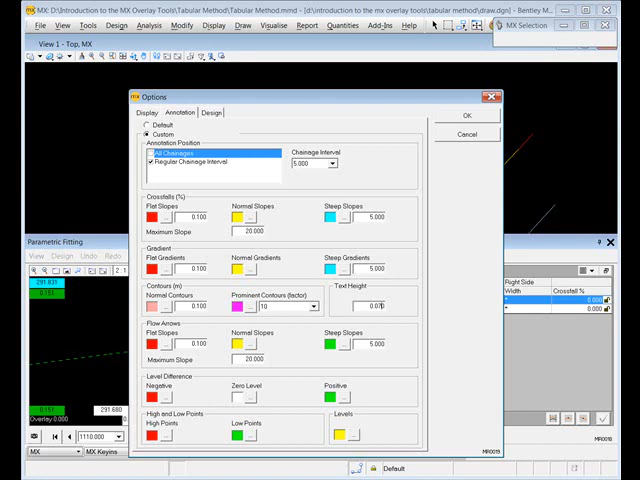 MX: D:\Introduction to the MX Overlay Tools\Tabular Method\Tabular Method.mmd - [d:\introduction to the mx overlay tools\tabular method\draw.dgn] - Bentley M...
File View Tools Quantities Modify Display Design Draw Report Quantities Add-Ins Help
MX Selection
View 1 - Top, MX
Options
Display Annotation Design
OK
Cancel
Default
Custom
Annotation Position
All Chainages
Regular Chainage Interval
Chainage Interval
5.000
Crossfalls (%)
Flat Slopes Normal Slopes Steep Slopes
... 0.100 ... ... 5.000
Maximum Slope 20.000
Gradient
Flat Gradients Normal Gradients Steep Gradients
... 0.100 ... ... 5.000
Contours (m)
Normal Contours Prominent Contours (factor)
... 0.100 ... 10
Text Height
0.070
Flow Arrows
Flat Slopes Normal Slopes Steep Slopes
... 0.100 ... ... 5.000
Maximum Slope 20.000
Level Difference
Negative Zero Level Positive
... ... ...
High and Low Points
High Points Low Points
... ...
Levels
...
MR0019
Parametric Fitting
View Design Undo Redo
2: 1
291.831
0.151
0.151 291.680
Overlay 0.000
1110.000
MX MX Keyins
Right Side
Width Crossfall %
* 0.000
* 0.000
MR0018
Default